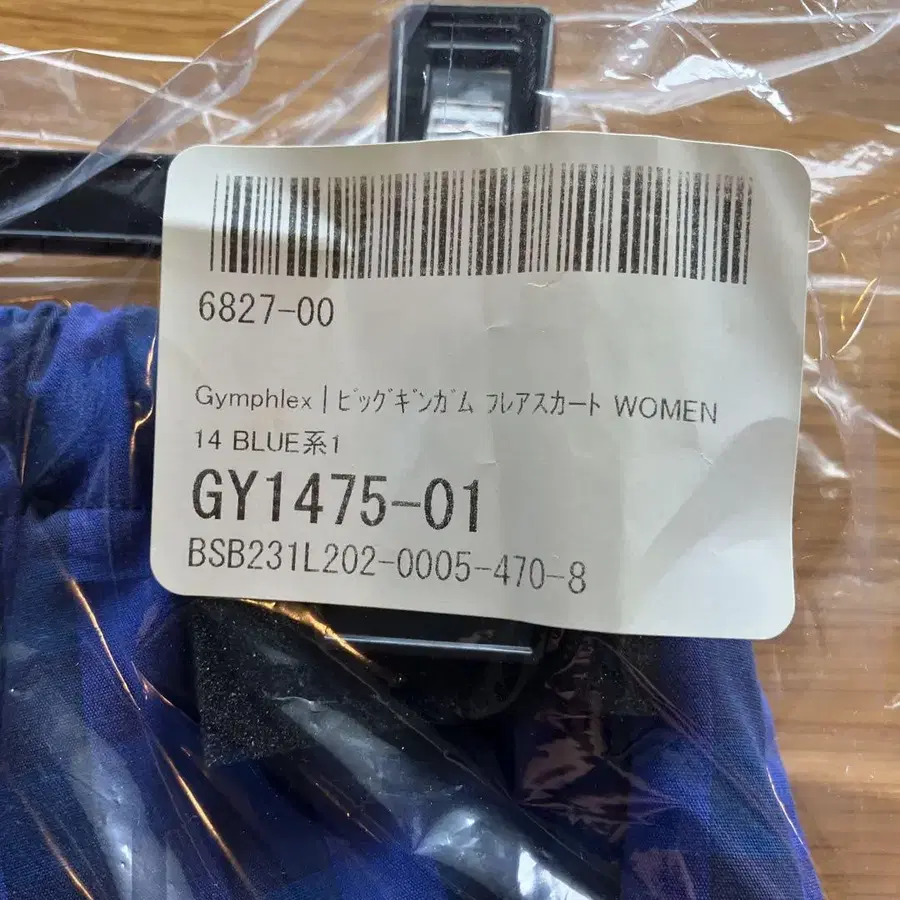 6827-00
Gymphlex | ﾋﾞｯｸﾞｷﾞﾝｶﾞﾑ ﾌﾚｱスカート WOMEN
14 BLUE系1
GY1475-01
BSB231L202-0005-470-8